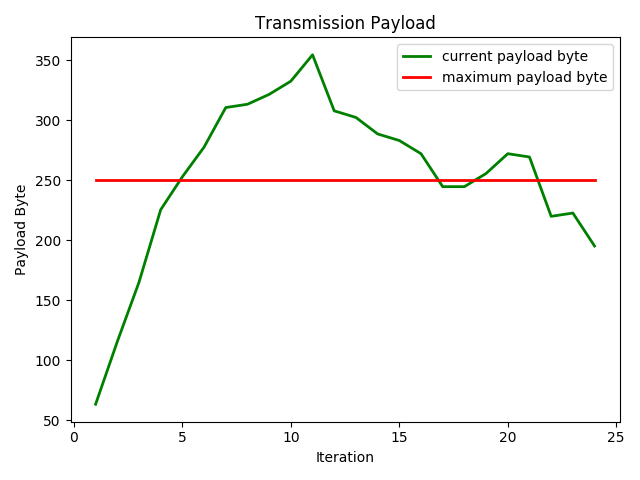 Transmission Payload
current payload byte
maximum payload byte
350
300
250
200
150
100
50
Payload Byte
0
5
10
15
20
25
Iteration